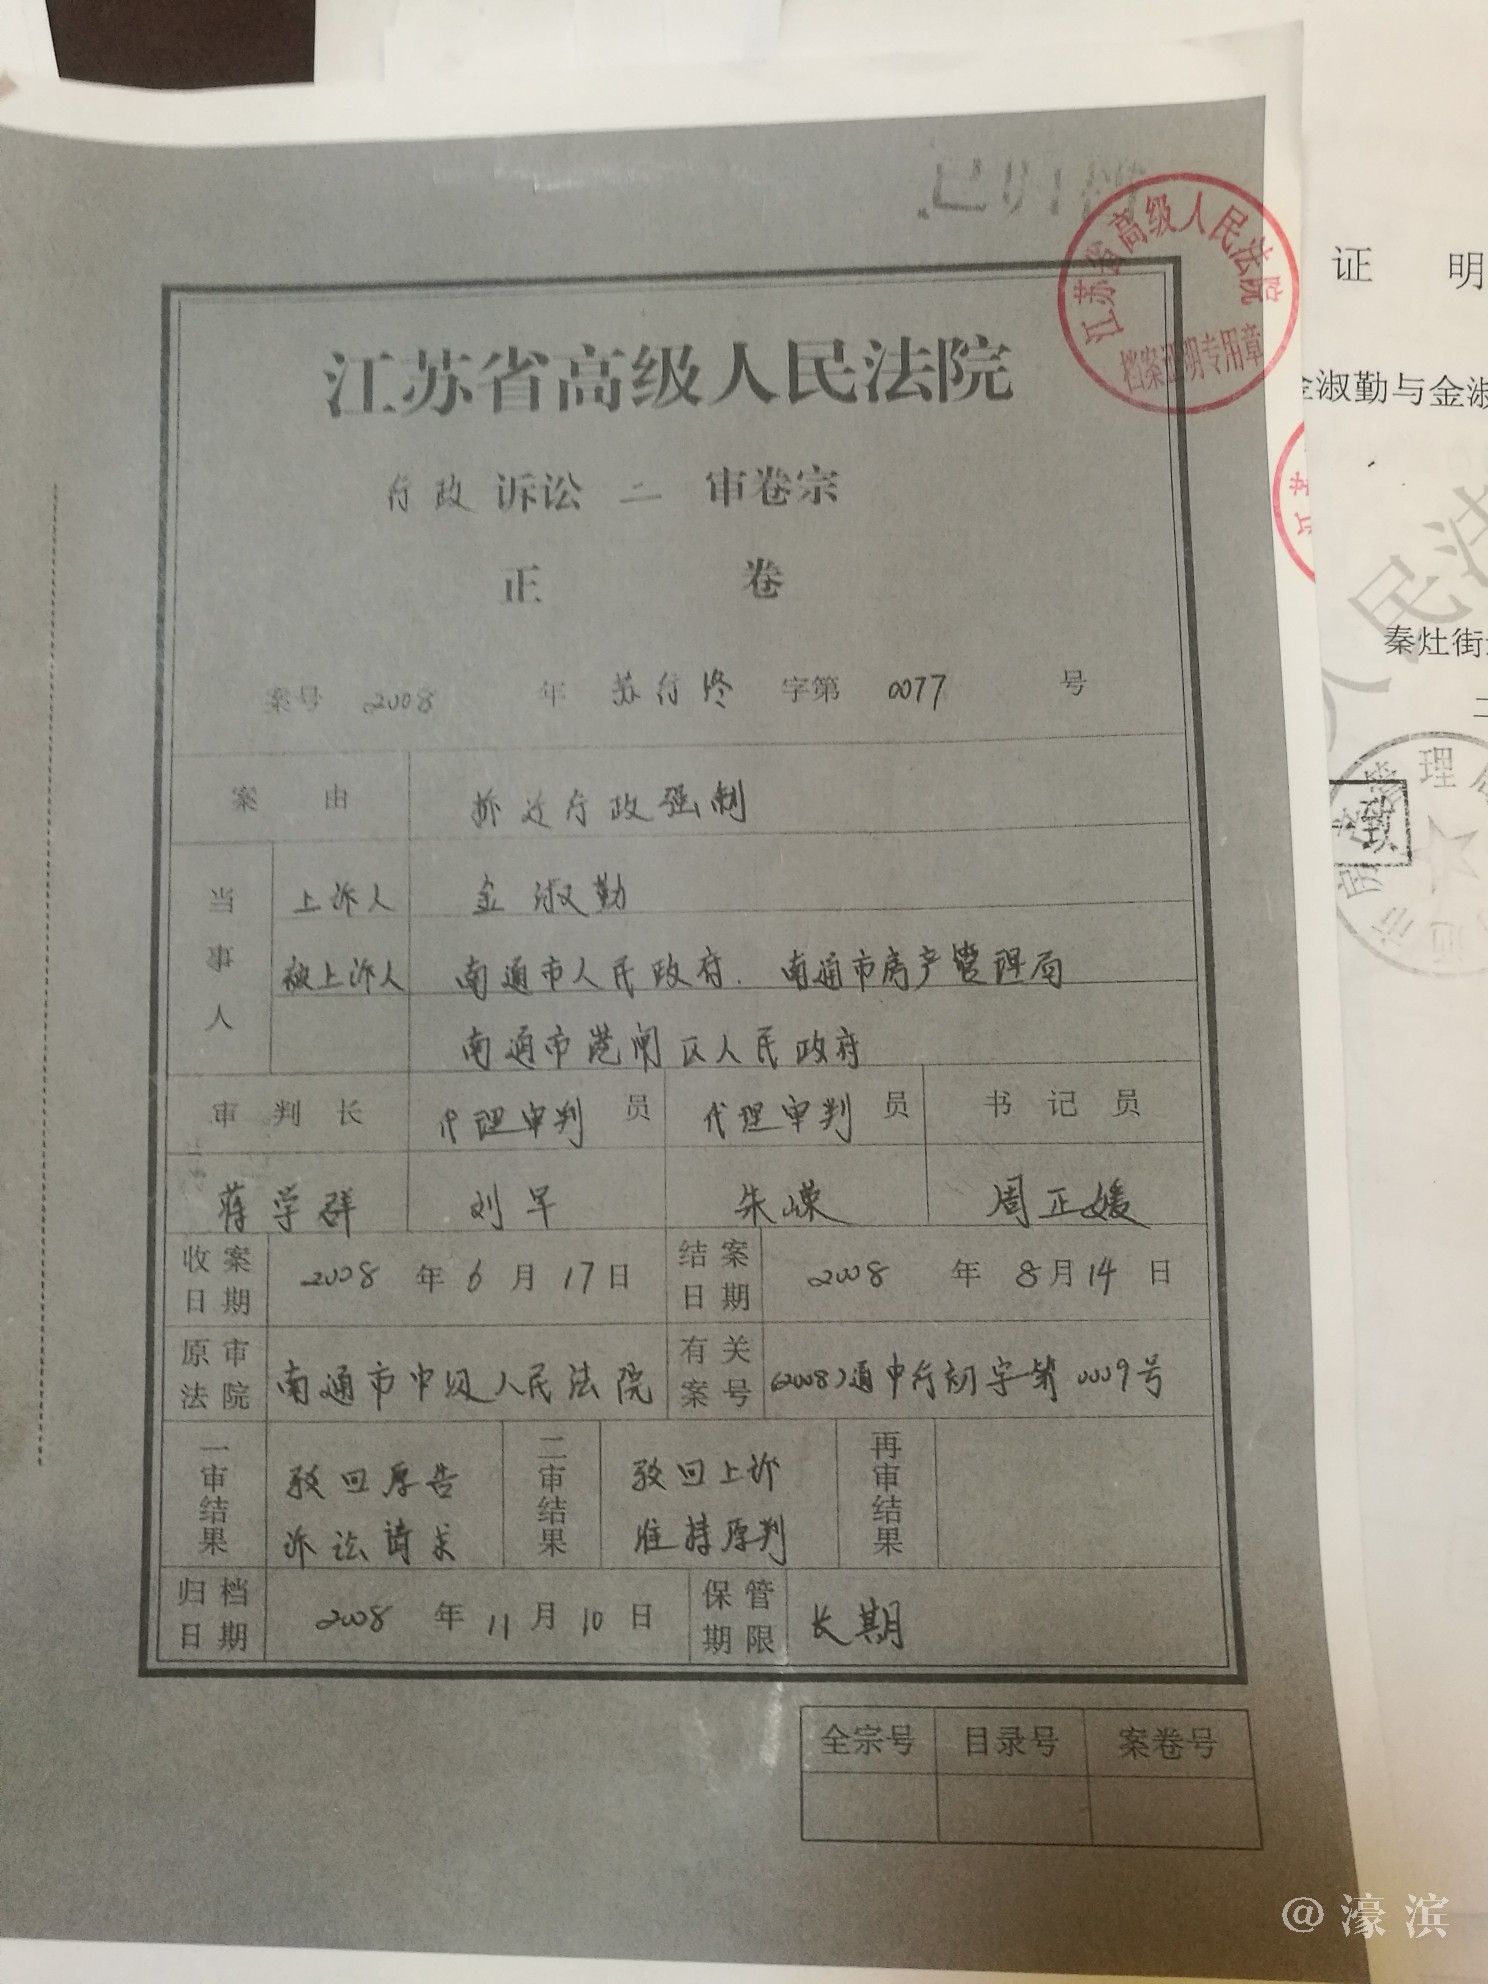 江苏省高级人民法院
档案证明专用章
江苏省高级人民法院
行政 诉讼 二 审卷宗
正 卷
案号 2008 年 苏行终 字第 0077 号
案由 拆迁行政强制
当事人
上诉人 金淑勤
被上诉人 南通市人民政府、南通市房产管理局
南通市港闸区人民政府
审判长 代理审判员 代理审判员 书记员
蒋学群 刘早 朱嵘 周正媛
收案日期 2008 年 6 月 17 日 结案日期 2008 年 8 月 14 日
原审法院 南通市中级人民法院 有关案号 (2008)通中行初字第0009号
一审结果 驳回原告诉讼请求 二审结果 驳回上诉维持原判 再审结果
归档日期 2008 年 11 月 10 日 保管期限 长期
全宗号 目录号 案卷号
证 明
金淑勤与金淑
人民法
秦灶街
理
@濠滨